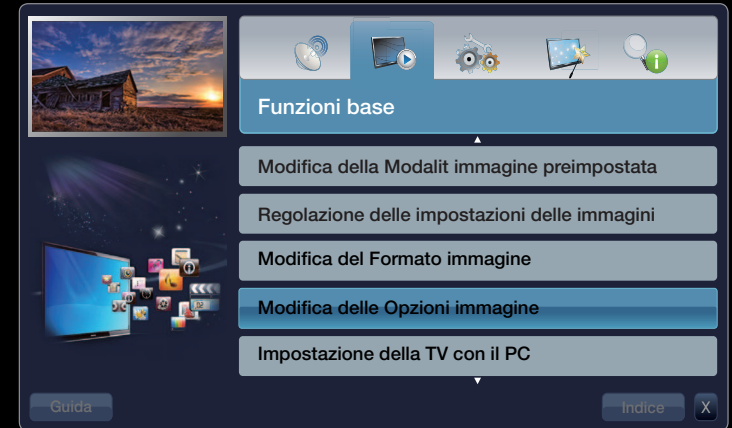 Funzioni base
Modifica della Modalit immagine preimpostata
Regolazione delle impostazioni delle immagini
Modifica del Formato immagine
Modifica delle Opzioni immagine
Impostazione della TV con il PC
Guida
Indice
X